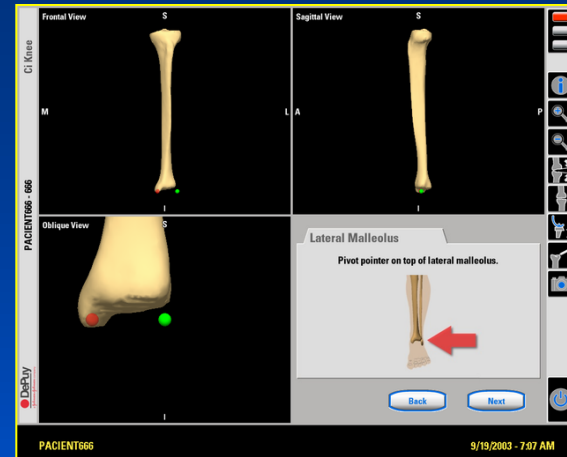 Frontal View
S
M
L
I
Sagittal View
S
A
P
I
Oblique View
S
I
Ci Knee
PACIENT666 - 666
DePuy
Lateral Malleolus
Pivot pointer on top of lateral malleolus.
Back
Next
PACIENT666
9/19/2003 - 7:07 AM